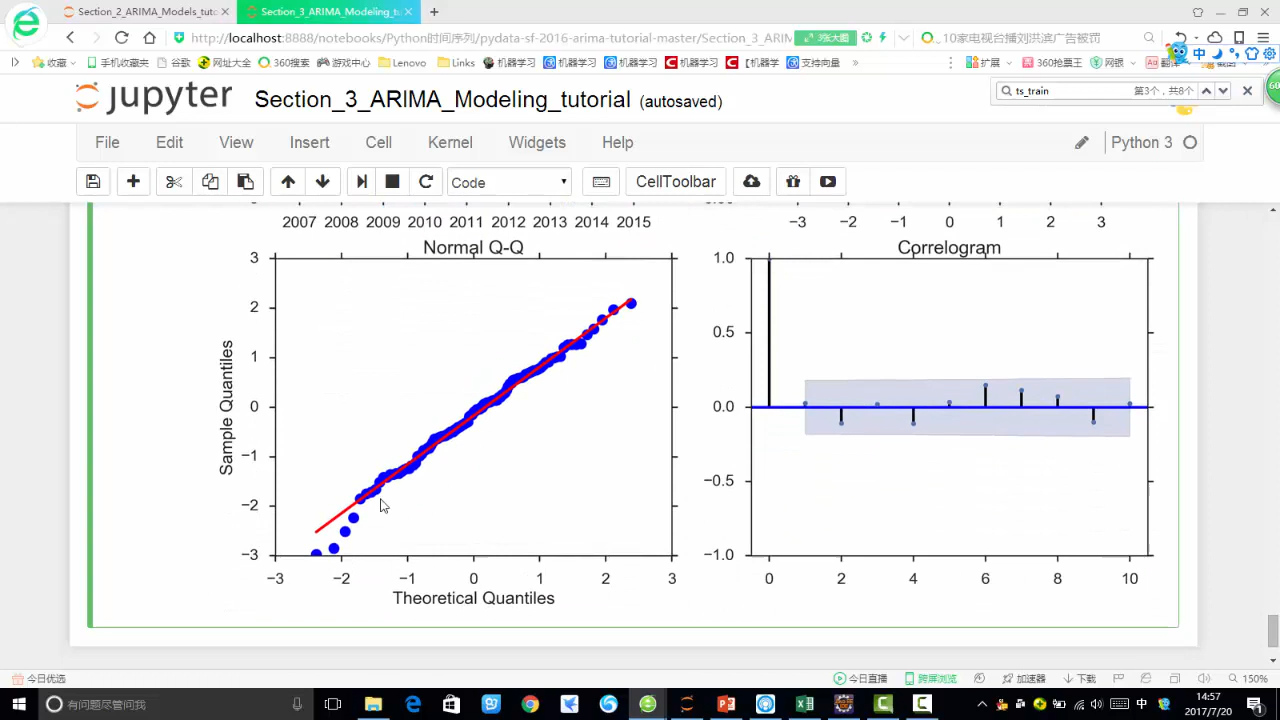 Section_2_ARIMA_Models_tuto
Section_3_ARIMA_Modeling_tu
http://localhost:8888/notebooks/Python时间序列/pydata-sf-2016-arima-tutorial-master/Section_3_ARIM
3张大图
10家电视台播刘洪滨广告被罚
收藏
手机收藏夹
谷歌
网址大全
360搜索
游戏中心
Lenovo
Links
机器学习
机器学习
机器学习
机器学习
【机器学
支持向量
»
扩展
360抢票王
网银
翻译
中
jupyter
Section_3_ARIMA_Modeling_tutorial (autosaved)
ts_train
第3个，共8个
60
File Edit View Insert Cell Kernel Widgets Help
Python 3
Code
CellToolbar
2007 2008 2009 2010 2011 2012 2013 2014 2015
−3 −2 −1 0 1 2 3
Normal Q-Q
Correlogram
3
2
1
0
−1
−2
−3
Sample Quantiles
−3 −2 −1 0 1 2 3
Theoretical Quantiles
1.0
0.5
0.0
−0.5
−1.0
0 2 4 6 8 10
今日优选
今日直播
跨屏浏览
加速器
下载
150%
有问题尽管问我
中
14:57
2017/7/20